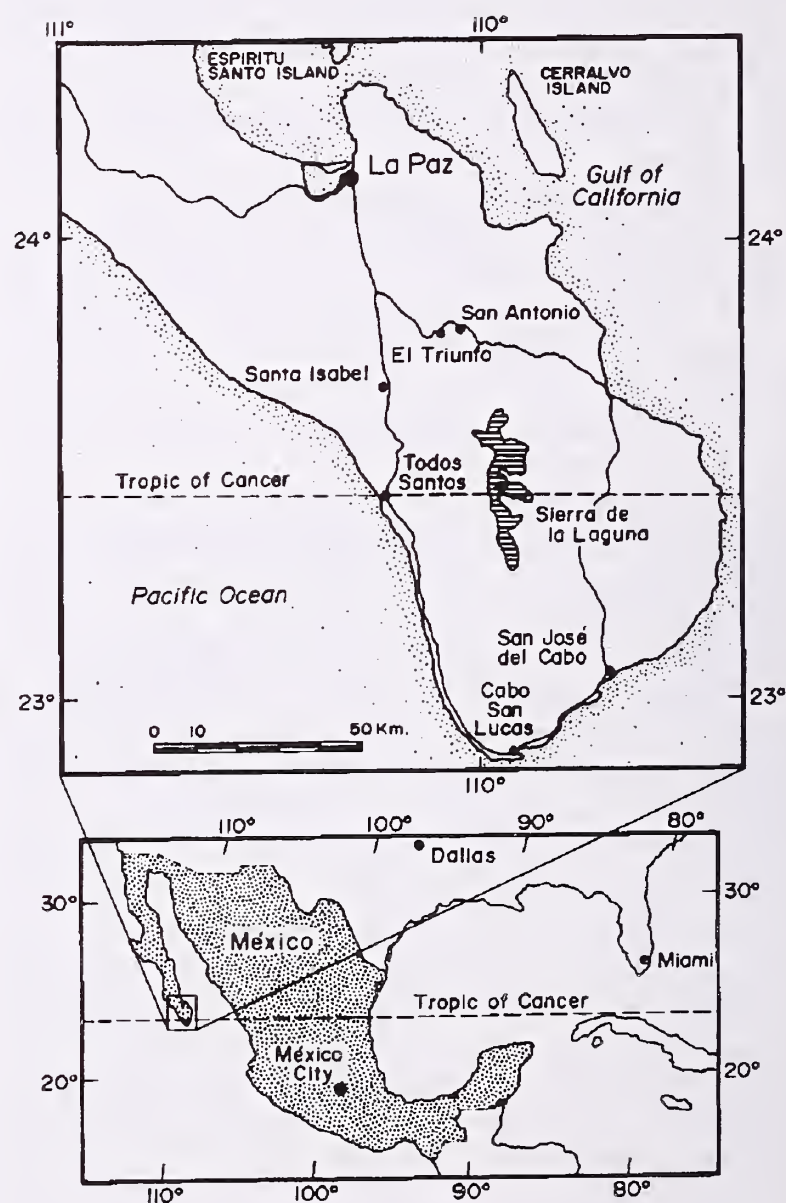 111°
110°
ESPIRITU
SANTO ISLAND
CERRALVO
ISLAND
La Paz
Gulf of
California
24°
24°
San Antonio
El Triunfo
Santa Isabel
Todos
Santos
Tropic of Cancer
Sierra de
la Laguna
Pacific Ocean
San José
del Cabo
Cabo
San
Lucas
23°
23°
0 10 50 Km.
110°
110°
100°
90°
80°
Dallas
30°
30°
México
Miami
Tropic of Cancer
México
City
20°
20°
110°
100°
90°
80°